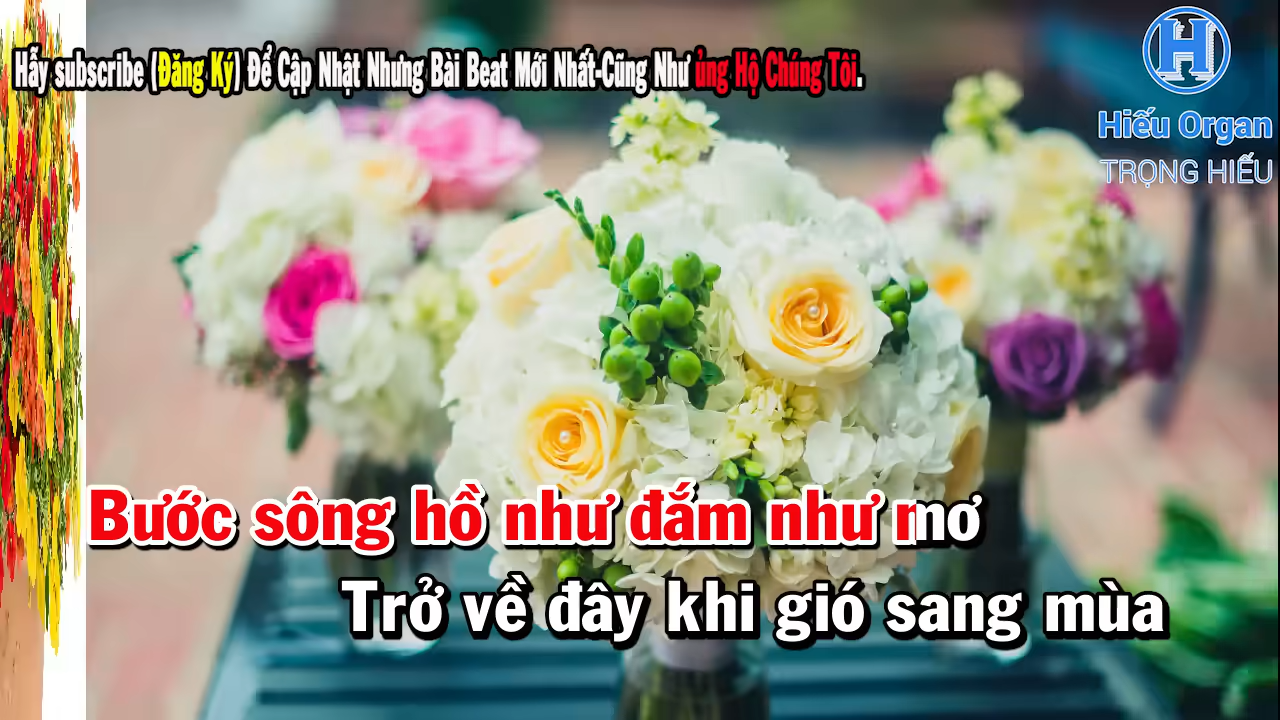 Hẫy subscribe (Đăng Ký) Để Cập Nhật Nhưng Bài Beat Mới Nhất-Cũng Như ủng Hộ Chúng Tôi.
H
Hiếu Organ
TRỌNG HIẾU
Bước sông hồ như đắm như mơ
Trở về đây khi gió sang mùa